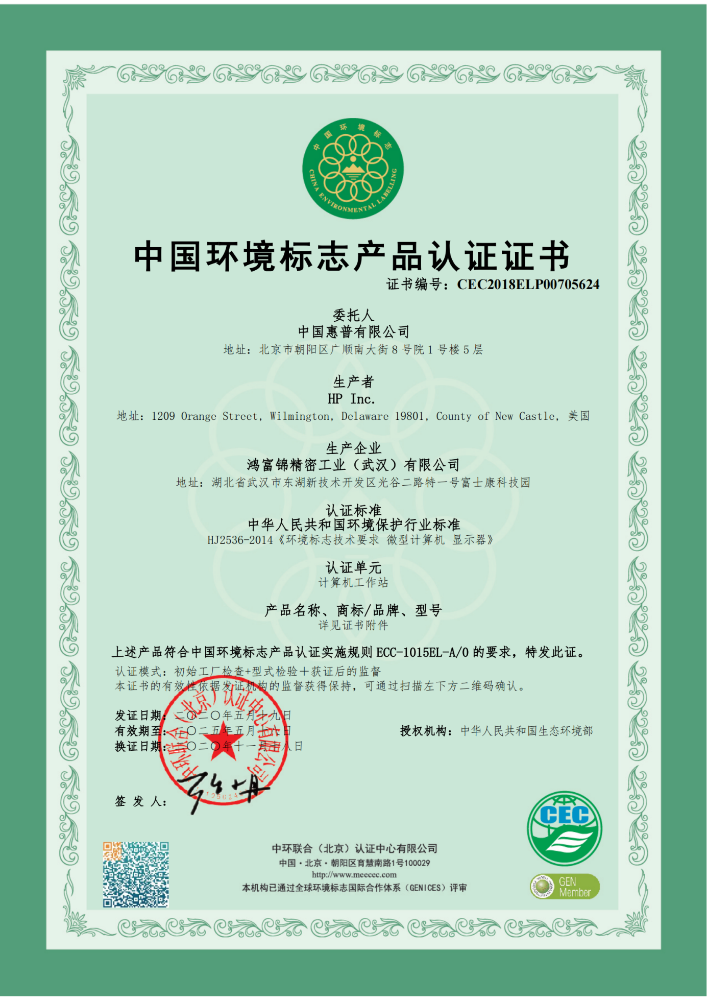 中国环境标志
CHINA ENVIRONMENTAL LABELLING
中国环境标志产品认证证书
证书编号：CEC2018ELP00705624
委托人
中国惠普有限公司
地址：北京市朝阳区广顺南大街 8 号院 1 号楼 5 层
生产者
HP Inc.
地址：1209 Orange Street, Wilmington, Delaware 19801, County of New Castle, 美国
生产企业
鸿富锦精密工业（武汉）有限公司
地址：湖北省武汉市东湖新技术开发区光谷二路特一号富士康科技园
认证标准
中华人民共和国环境保护行业标准
HJ2536-2014《环境标志技术要求 微型计算机 显示器》
认证单元
计算机工作站
产品名称、商标/品牌、型号
详见证书附件
上述产品符合中国环境标志产品认证实施规则 ECC-1015EL-A/0 的要求，特发此证。
认证模式：初始工厂检查+型式检验＋获证后的监督
本证书的有效性依据发证机构的监督获得保持，可通过扫描左下方二维码确认。
发证日期：二〇二〇年五月十九日
有效期至：二〇二五年五月十八日
授权机构：中华人民共和国生态环境部
换证日期：二〇二〇年十一月十八日
中环联合（北京）认证中心有限公司
签 发 人：
CEC
中环联合（北京）认证中心有限公司
中国·北京·朝阳区育慧南路1号100029
http://www.meecec.com
本机构已通过全球环境标志国际合作体系（GENICES）评审
GEN
Member